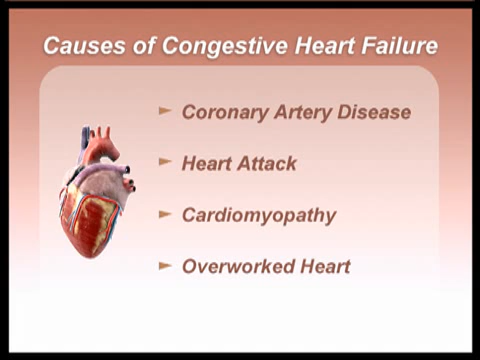 Causes of Congestive Heart Failure
Coronary Artery Disease
Heart Attack
Cardiomyopathy
Overworked Heart